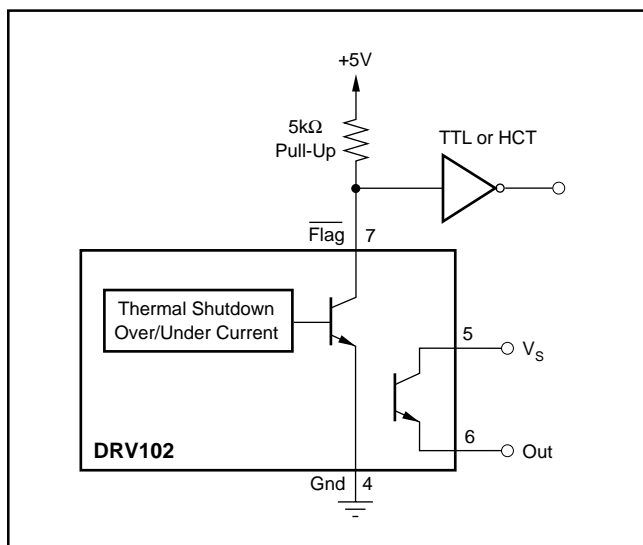 +5V
5kΩ
Pull-Up
TTL or HCT
Flag
7
Thermal Shutdown
Over/Under Current
5
VS
6
Out
DRV102
Gnd
4